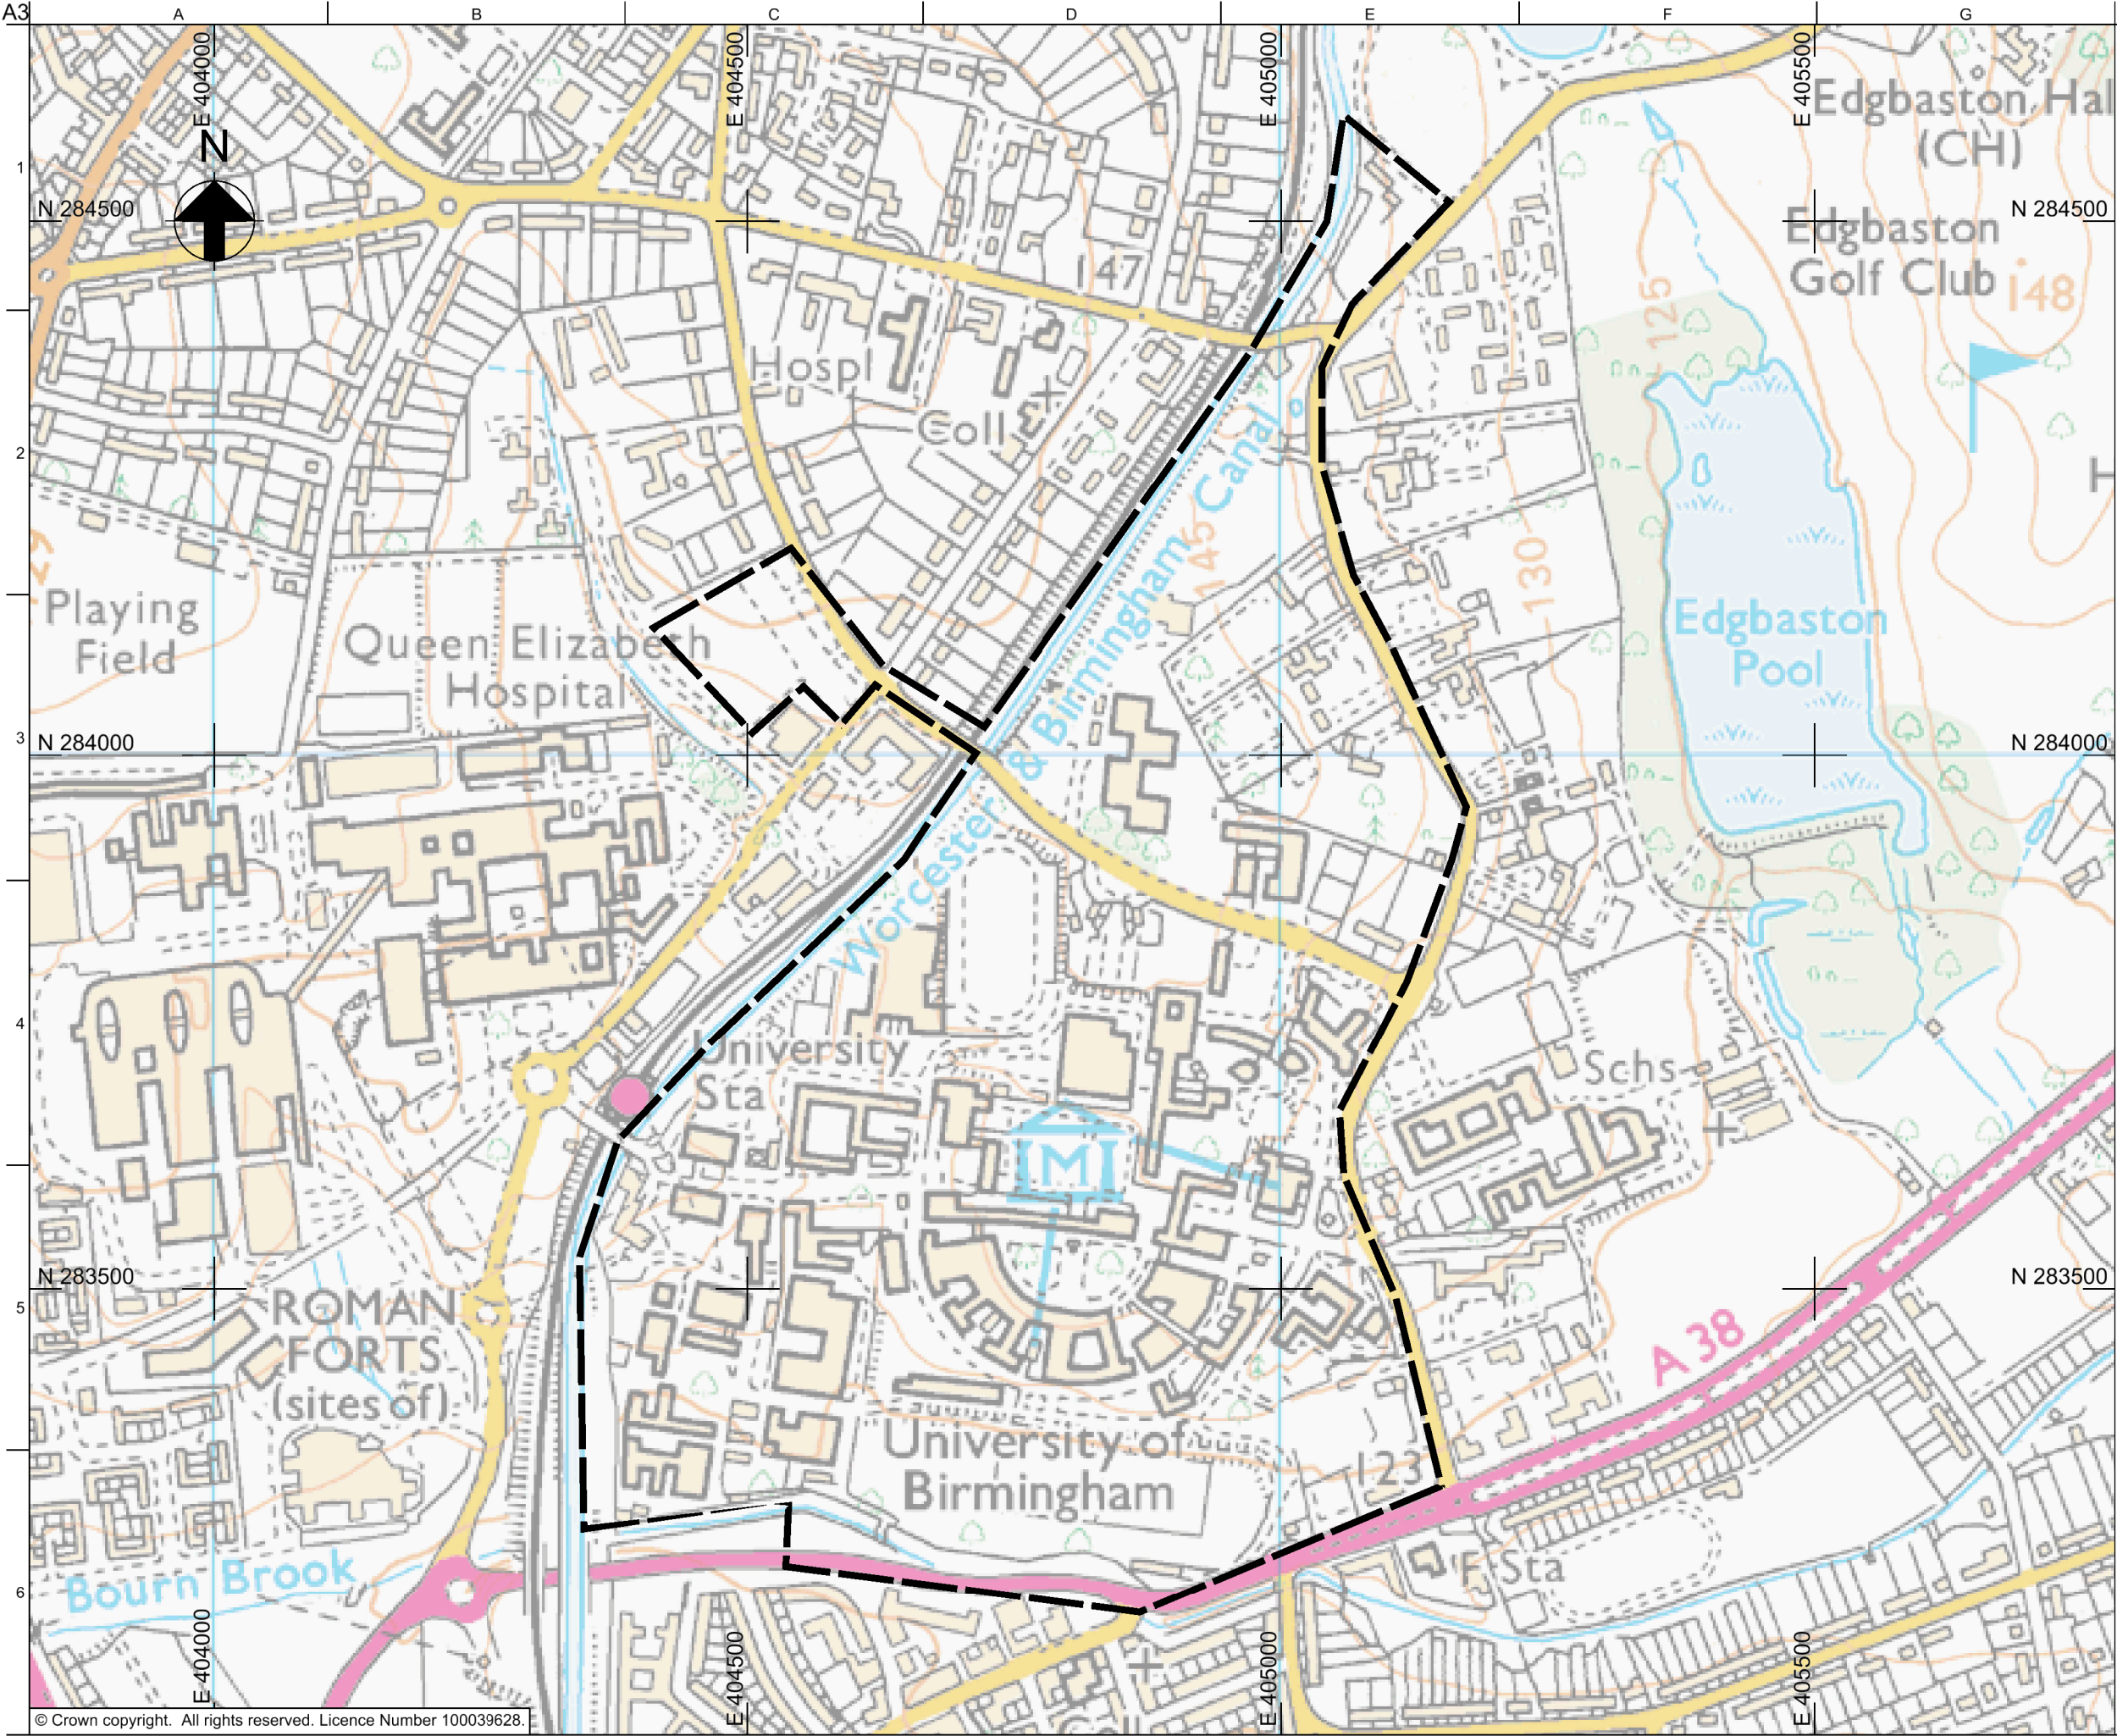 A3
A
B
C
D
E
F
G
E 404000
E 404500
E 405000
E 405500
N
1
N 284500
N 284500
Edgbaston Hal
(CH)
Edgbaston
Golf Club
148
147
125
Hospl
Coll
2
145
130
Worcester & Birmingham Canal
Playing
Field
Queen Elizabeth
Hospital
Edgbaston
Pool
H
29
3
N 284000
N 284000
4
University
Sta
Schs
M
N 283500
N 283500
5
ROMAN
FORTS
(sites of)
A 38
University of
Birmingham
123
Bourn Brook
6
F Sta
E 404000
E 404500
E 405000
E 405500
© Crown copyright. All rights reserved. Licence Number 100039628.